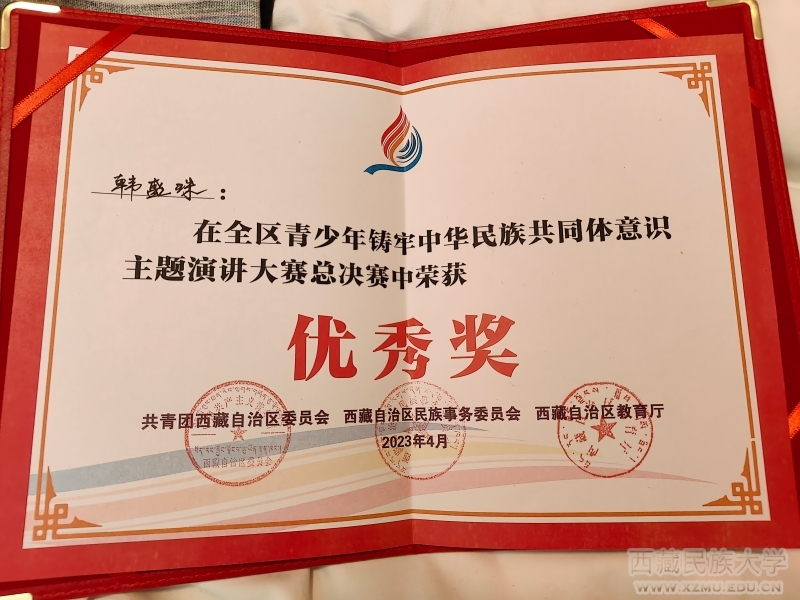 韩盛珠：
在全区青少年铸牢中华民族共同体意识
主题演讲大赛总决赛中荣获
优秀奖
共青团西藏自治区委员会 西藏自治区民族事务委员会 西藏自治区教育厅
2023年4月
西藏民族大学
WWW.XZMU.EDU.CN